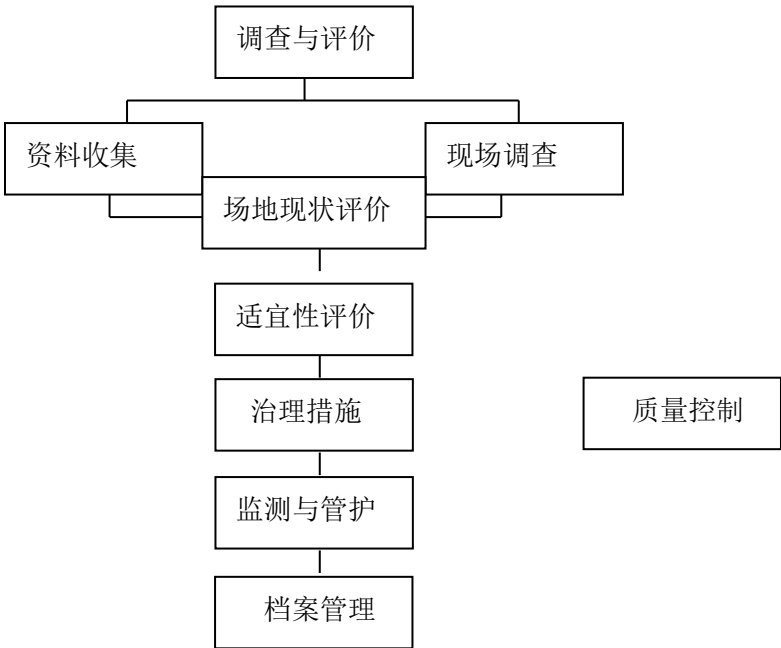 调查与评价
资料收集
现场调查
场地现状评价
适宜性评价
治理措施
质量控制
监测与管护
档案管理